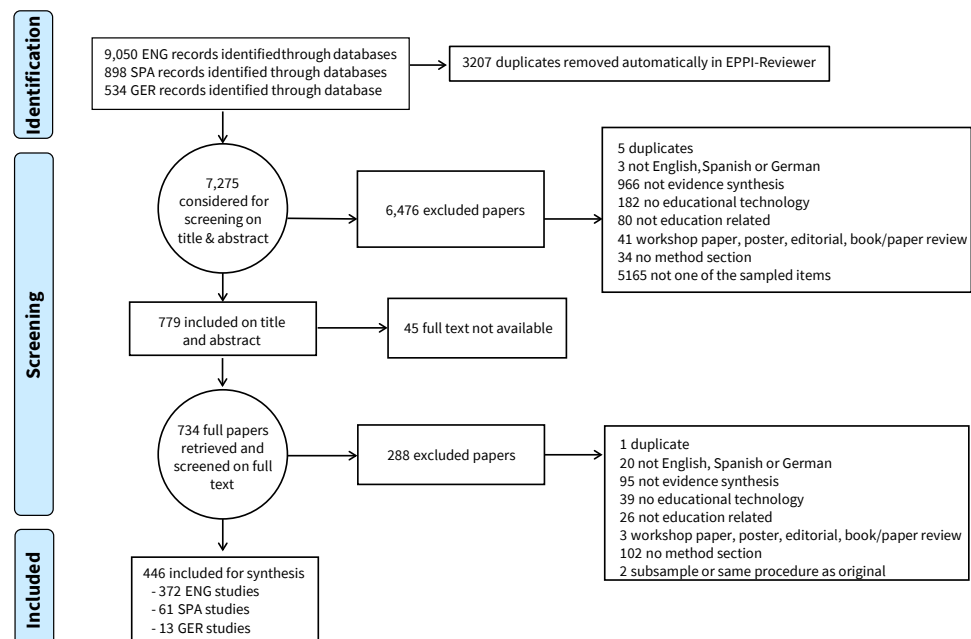 Identification
9,050 ENG records identified through databases
898 SPA records identified through databases
534 GER records identified through database
3207 duplicates removed automatically in EPPI-Reviewer
Screening
7,275
considered for
screening on
title & abstract
6,476 excluded papers
5 duplicates
3 not English, Spanish or German
966 not evidence synthesis
182 no educational technology
80 not education related
41 workshop paper, poster, editorial, book/paper review
34 no method section
5165 not one of the sampled items
779 included on title
and abstract
45 full text not available
734 full papers
retrieved and
screened on full
text
288 excluded papers
1 duplicate
20 not English, Spanish or German
95 not evidence synthesis
39 no educational technology
26 not education related
3 workshop paper, poster, editorial, book/paper review
102 no method section
2 subsample or same procedure as original
Included
446 included for synthesis
- 372 ENG studies
- 61 SPA studies
- 13 GER studies